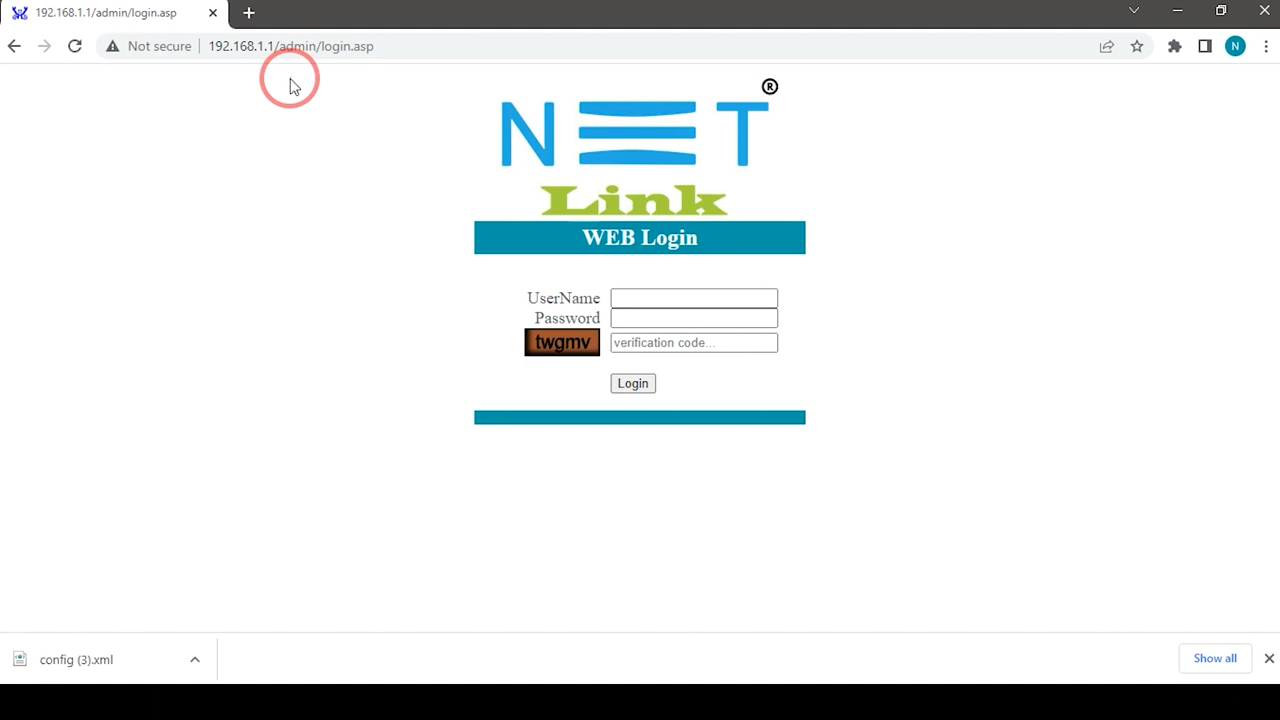 192.168.1.1/admin/login.asp
Not secure
192.168.1.1/admin/login.asp
N
NET
®
Link
WEB Login
UserName
Password
twgmv
verification code...
Login
config (3).xml
Show all